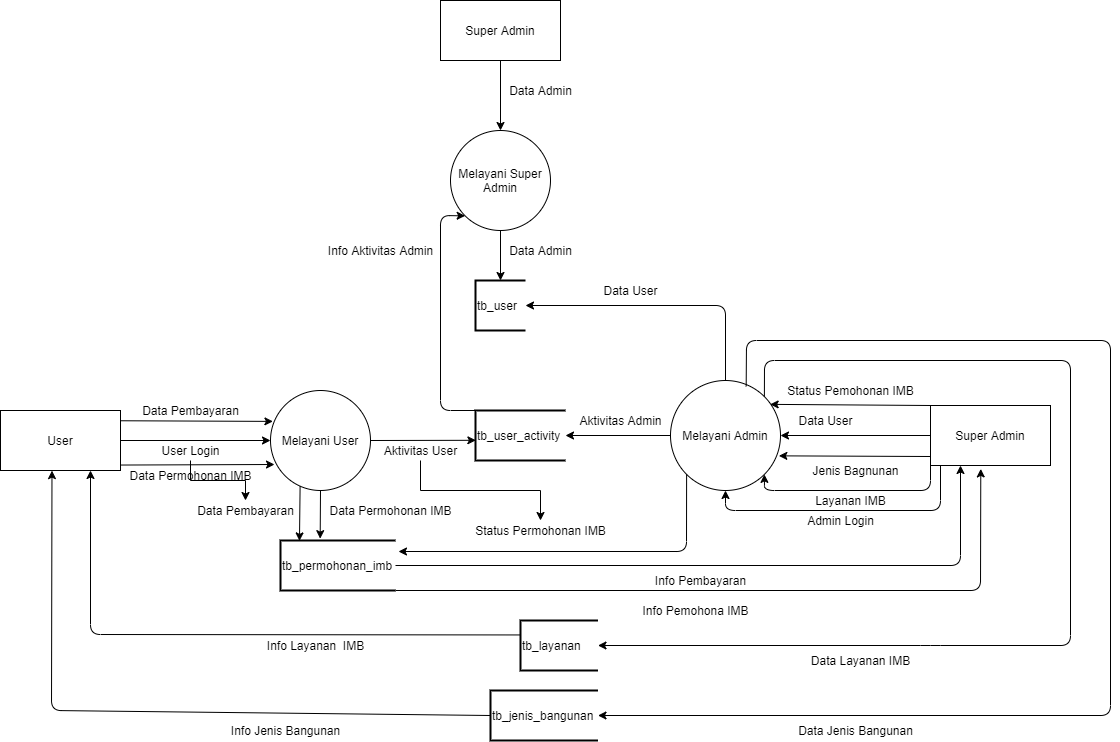 Super Admin
Data Admin
Melayani Super
Admin
Info Aktivitas Admin
Data Admin
tb_user
Data User
Status Pemohonan IMB
Data Pembayaran
Aktivitas Admin
Data User
User
Melayani User
tb_user_activity
Melayani Admin
Super Admin
User Login
Aktivitas User
Jenis Bagnunan
Data Permohonan IMB
Layanan IMB
Data Pembayaran
Data Permohonan IMB
Admin Login
Status Permohonan IMB
tb_permohonan_imb
Info Pembayaran
Info Pemohona IMB
Info Layanan  IMB
tb_layanan
Data Layanan IMB
tb_jenis_bangunan
Info Jenis Bangunan
Data Jenis Bangunan